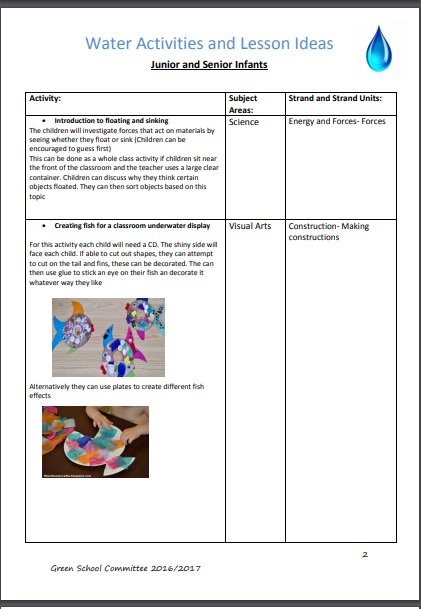 Water Activities and Lesson Ideas
Junior and Senior Infants
Activity:
Subject
Areas:
Strand and Strand Units:
• Introduction to floating and sinking
The children will investigate forces that act on materials by
seeing whether they float or sink (Children can be
encouraged to guess first)
This can be done as a whole class activity if children sit near
the front of the classroom and the teacher uses a large clear
container. Children can discuss why they think certain
objects floated. They can then sort objects based on this
topic
Science
Energy and Forces- Forces
• Creating fish for a classroom underwater display
For this activity each child will need a CD. The shiny side will
face each child. If able to cut out shapes, they can attempt
to cut on the tail and fins, these can be decorated. The can
then use glue to stick an eye on their fish an decorate it
whatever way they like
Alternatively they can use plates to create different fish
effects
Visual Arts
Construction- Making
constructions
2
Green School Committee 2016/2017